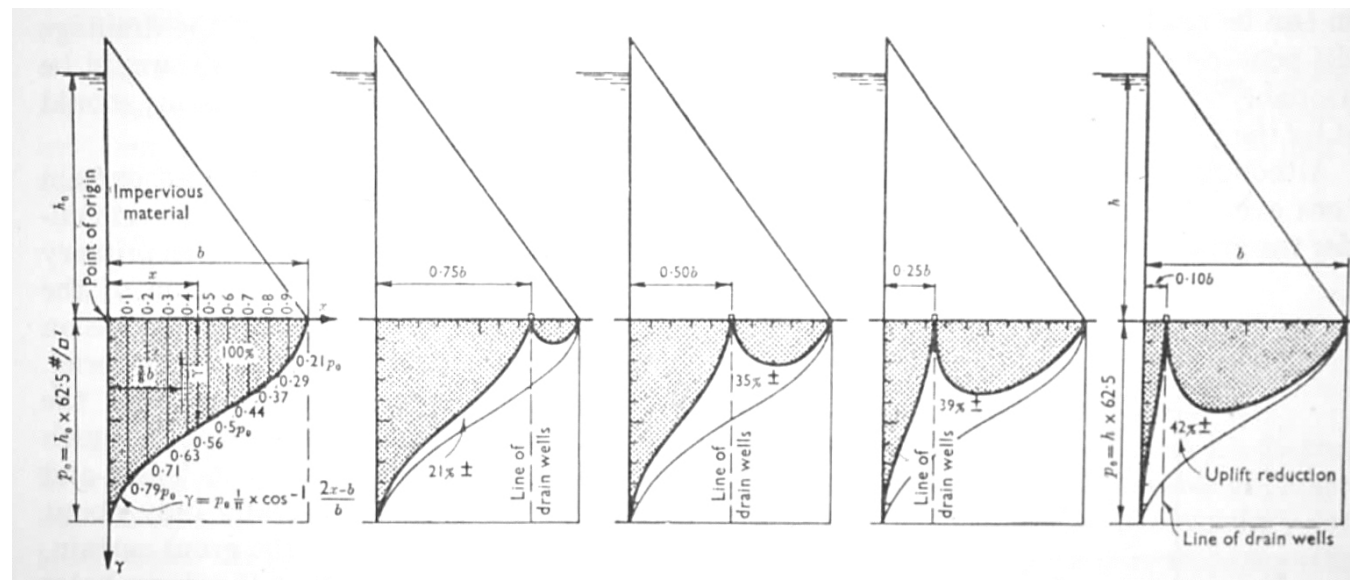 h₀
Point of origin
Impervious
material
b
x
0·1
0·2
0·3
0·4
0·5
0·6
0·7
0·8
0·9
x
100%
γ
b
0·21 p₀
0·29
0·37
0·44
0·5p₀
0·56
0·63
0·71
0·79p₀
p₀=h₀ × 62·5 #/□'
γ=p₀ 1/π × cos⁻¹ 2x-b/b
γ
0·75b
21% ±
Line of
drain wells
0·50b
35% ±
Line of
drain wells
0·25b
39% ±
Line of
drain wells
h
b
0·10b
p₀=h × 62·5
42% ±
Uplift reduction
Line of drain wells